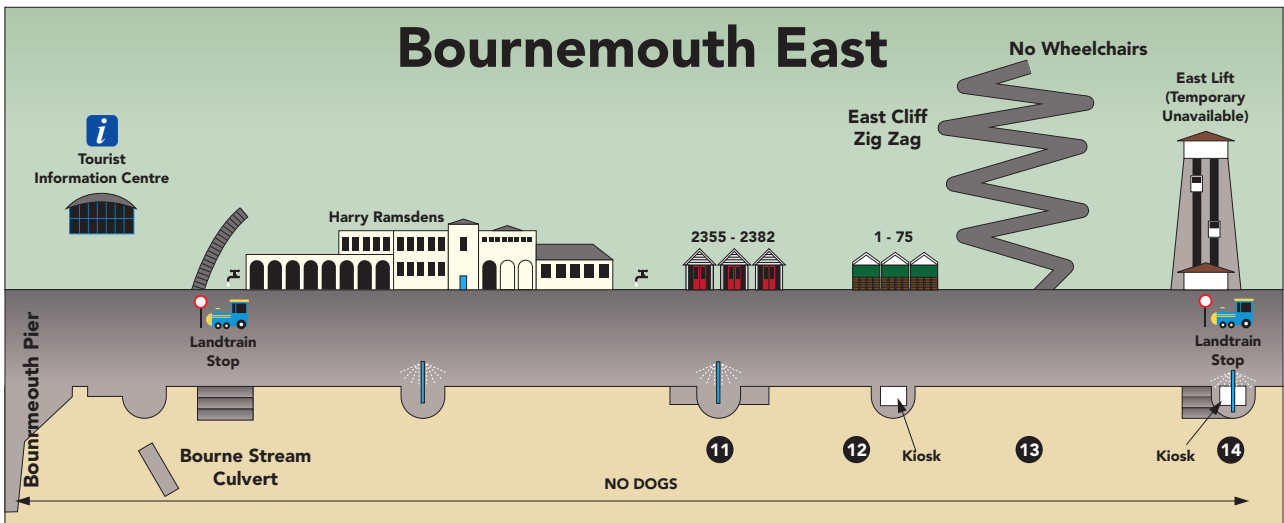 Bournemouth East
No Wheelchairs
East Lift
(Temporary
Unavailable)
East Cliff
Zig Zag
i
Tourist
Information Centre
Harry Ramsdens
2355 - 2382
1 - 75
Landtrain
Stop
Landtrain
Stop
Bounrmeouth Pier
Bourne Stream
Culvert
11
12
Kiosk
13
Kiosk
14
NO DOGS